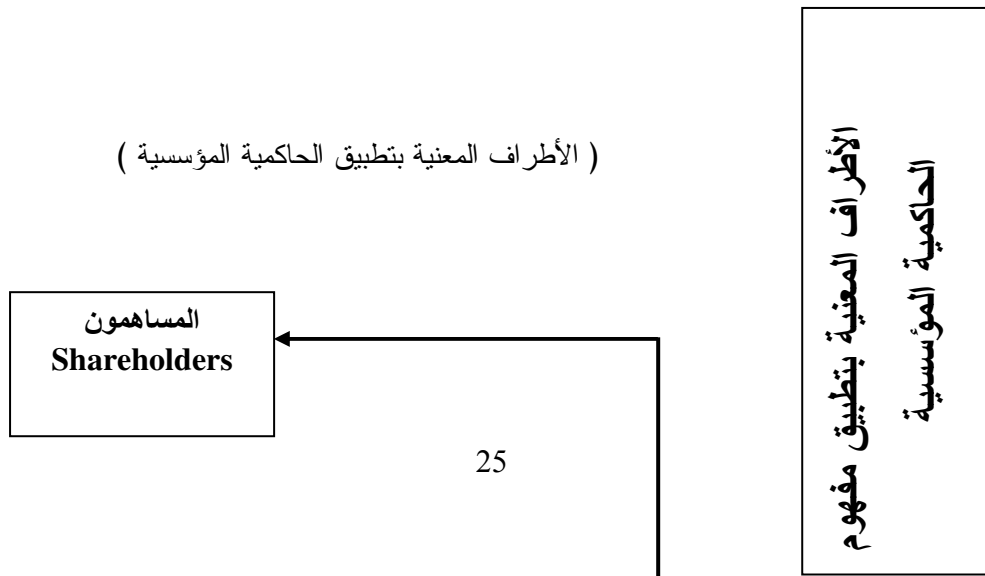 ( الأطراف المعنية بتطبيق الحاكمية المؤسسية )
الأطراف المعنية بتطبيق مفهوم
الحاكمية المؤسسية
المساهمون
Shareholders
25